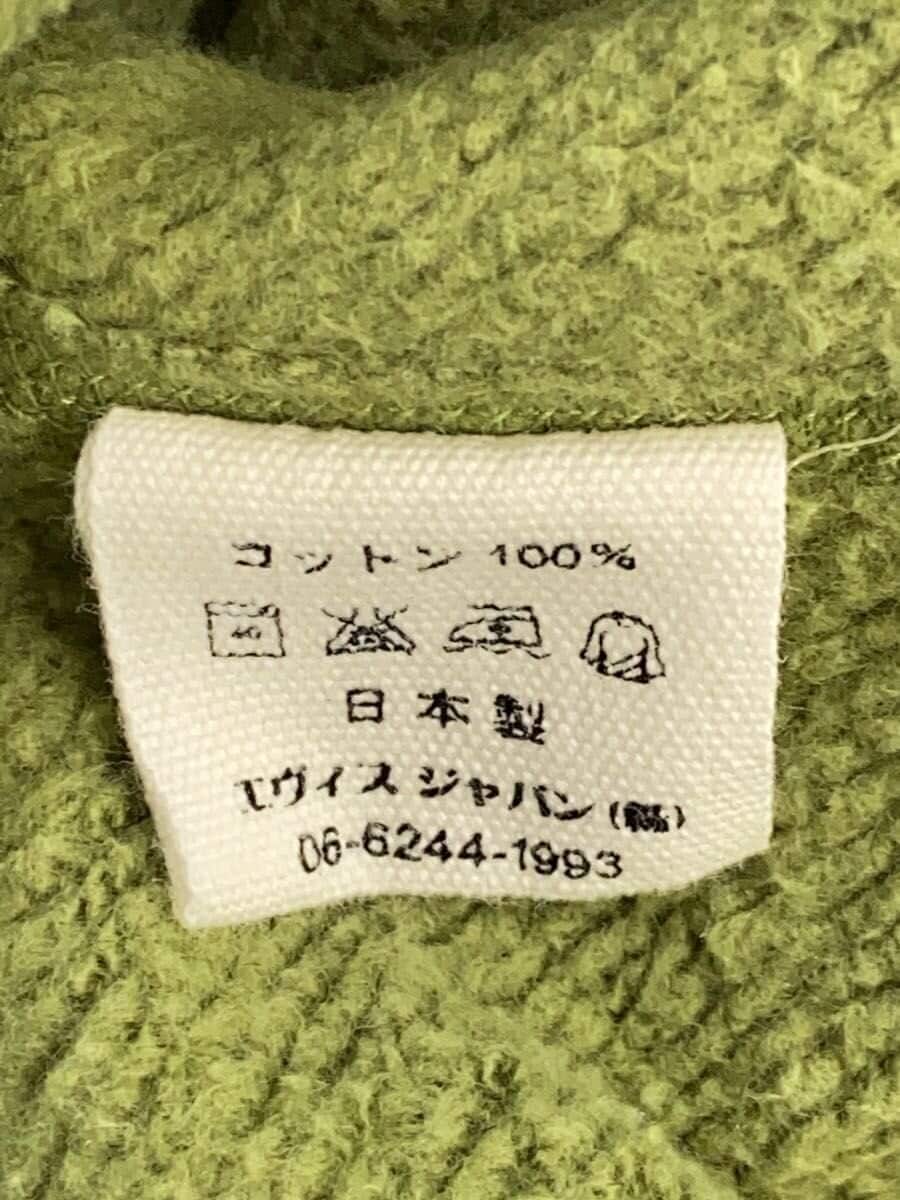 コットン 100%
40
日本製
エヴィス ジャパン (株)
06-6244-1993